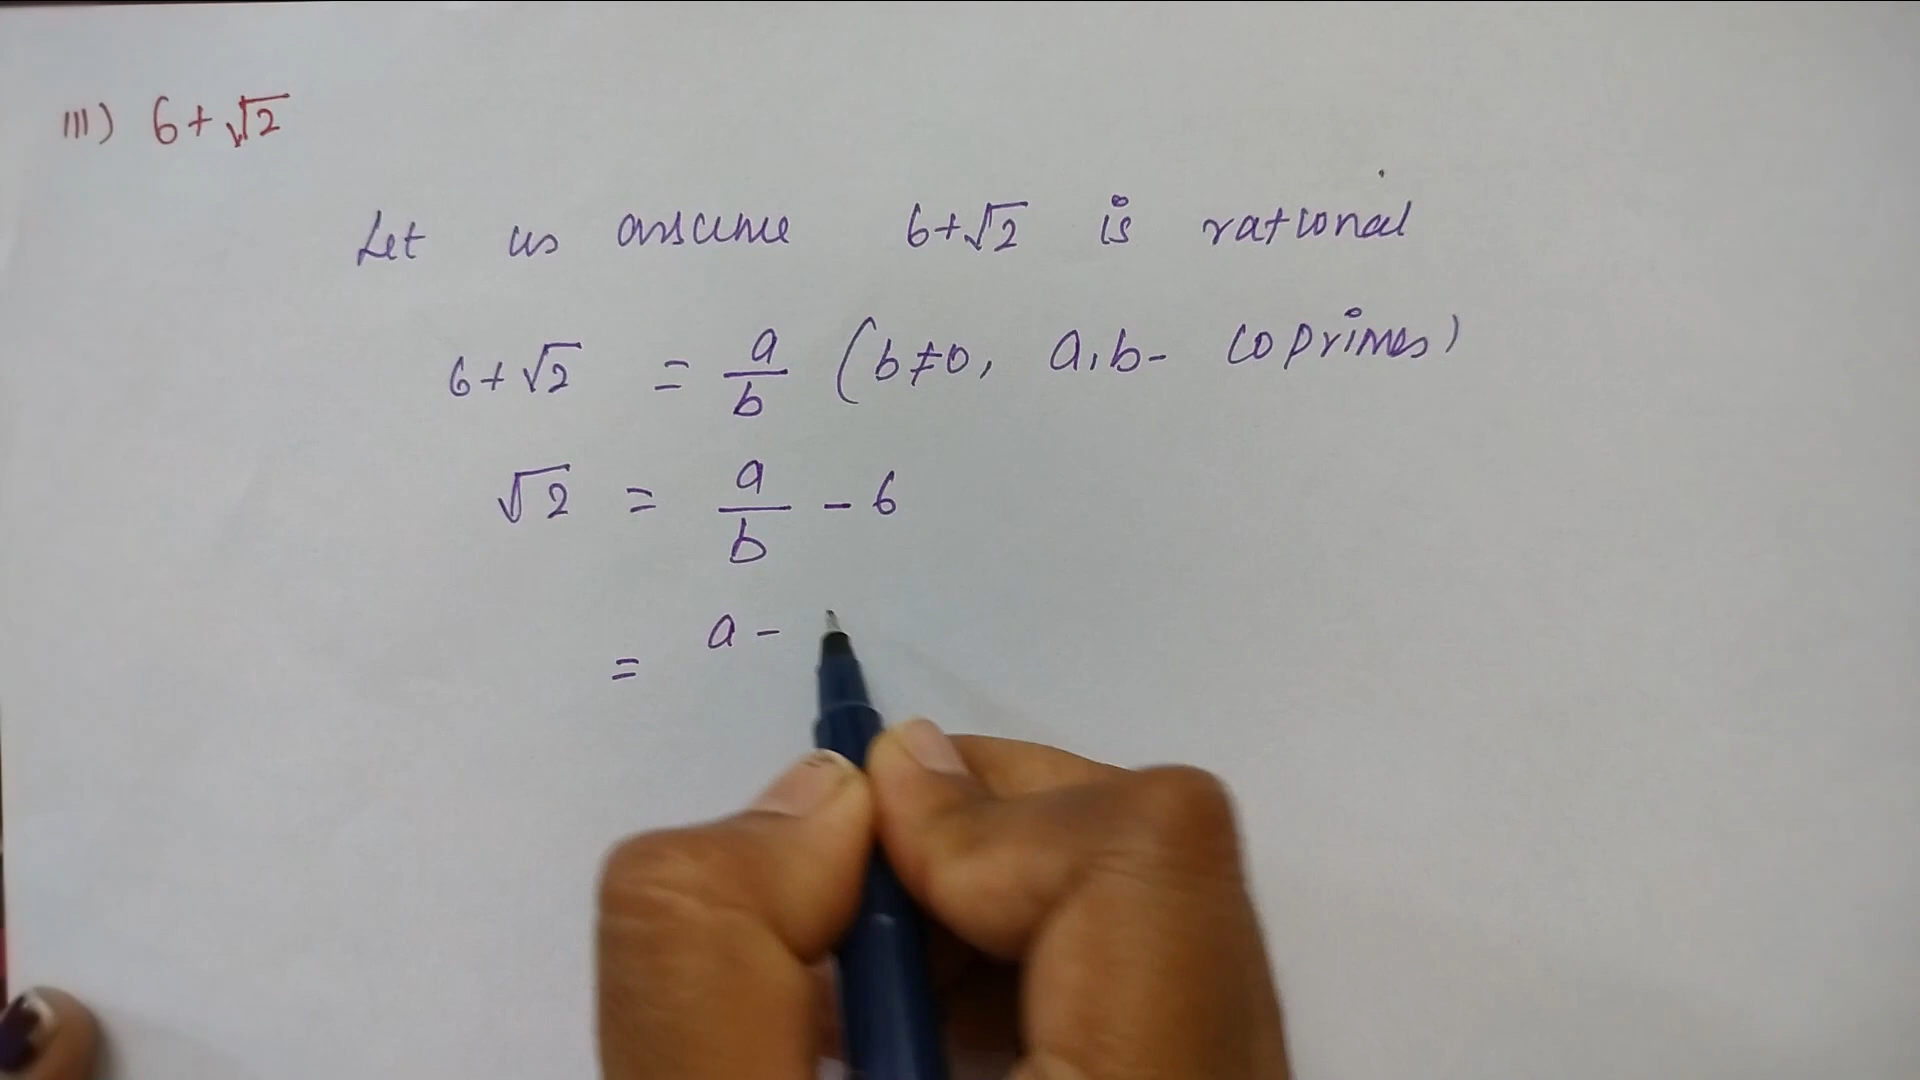 III) 6+√2
Let us assume 6+√2 is rational
6+√2 = a/b (b≠0, a,b- coprimes)
√2 = a/b - 6
= a -